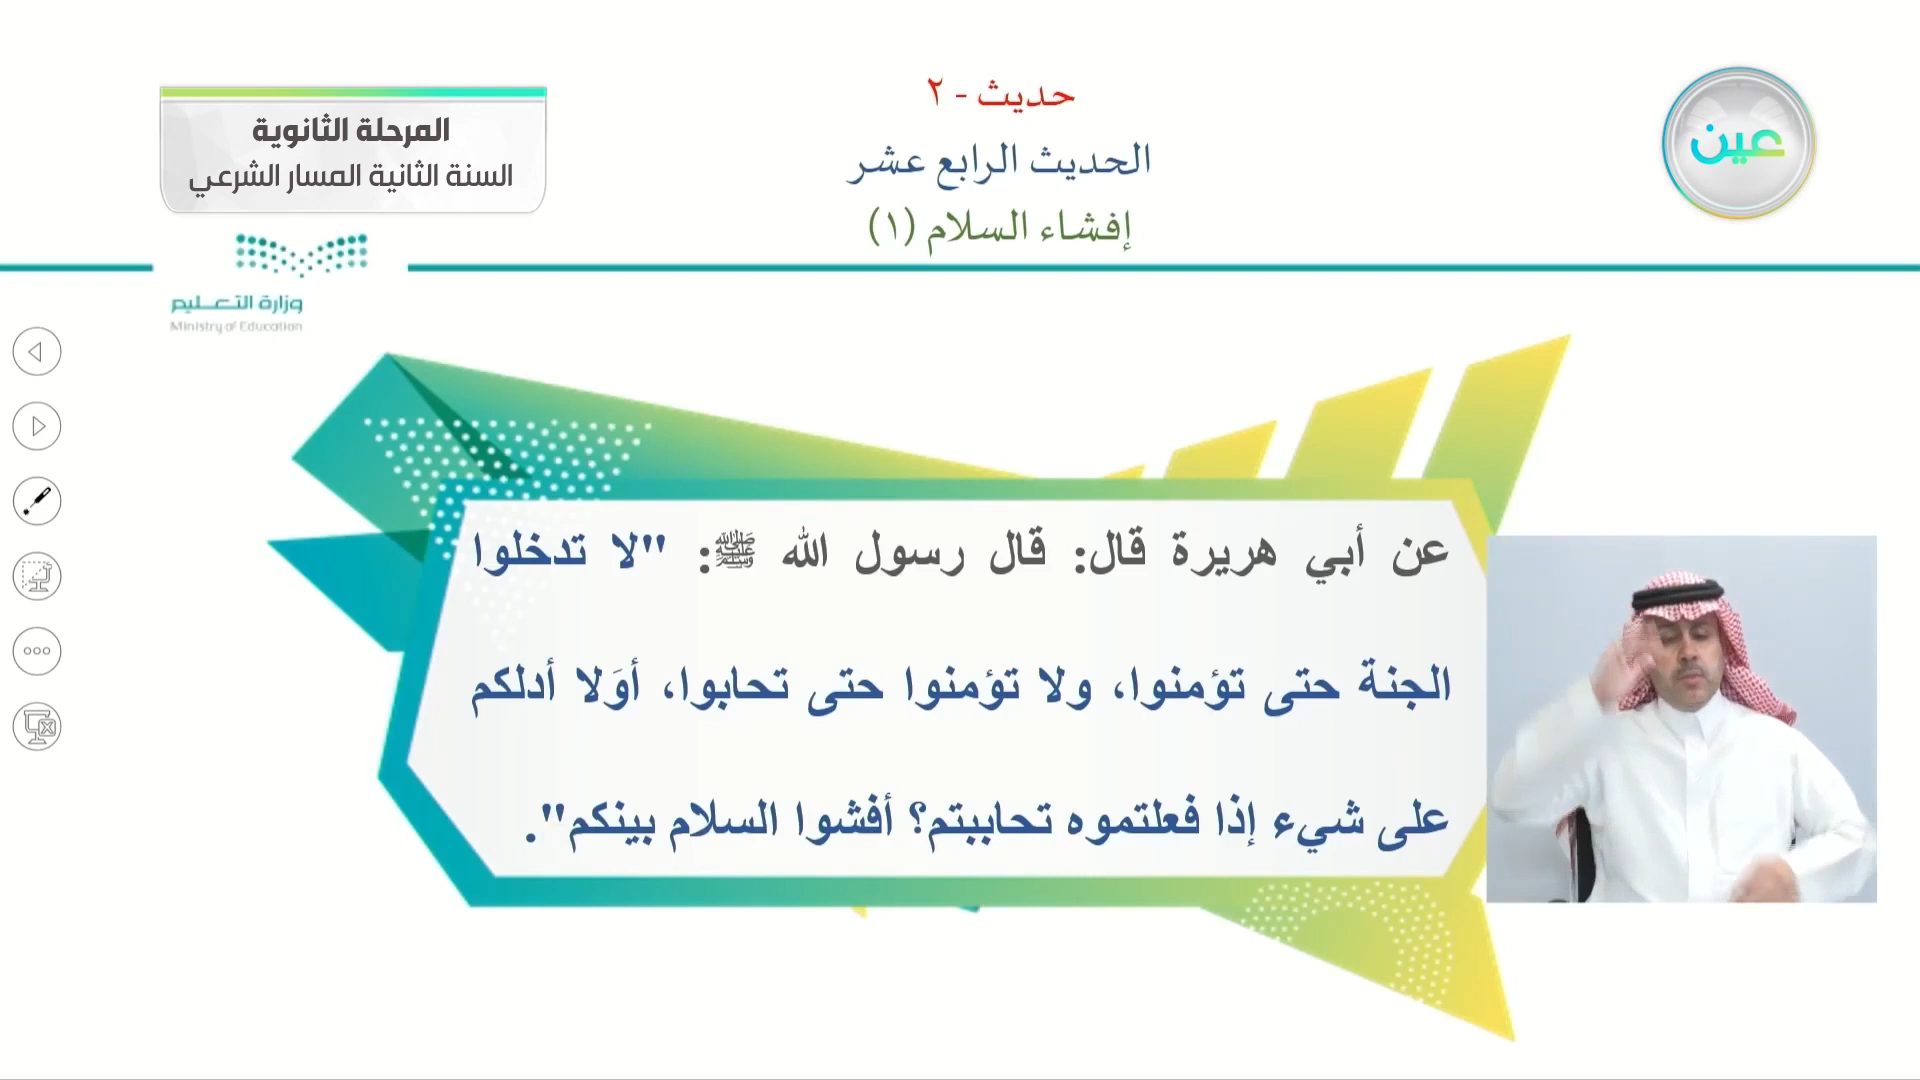 حديث - ٢
الحديث الرابع عشر
إفشاء السلام (١)
عين
المرحلة الثانوية
السنة الثانية المسار الشرعي
وزارة التعليم
Ministry of Education
عن أبي هريرة قال: قال رسول الله ﷺ: "لا تدخلوا
الجنة حتى تؤمنوا، ولا تؤمنوا حتى تحابوا، أوَلا أدلكم
على شيء إذا فعلتموه تحاببتم؟ أفشوا السلام بينكم".